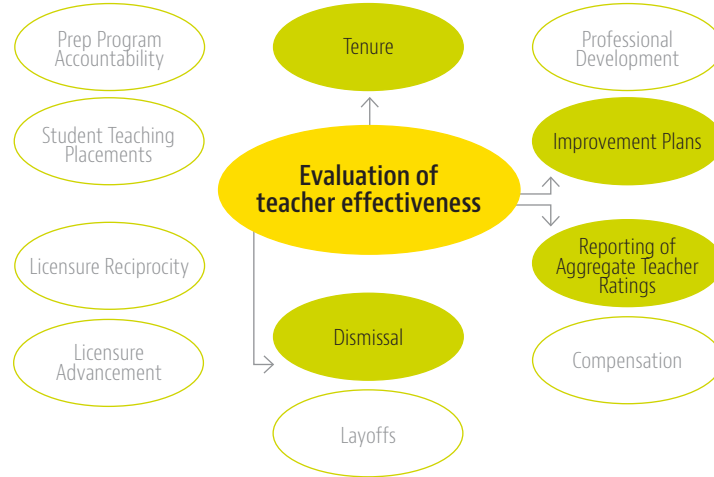 Prep Program
Accountability
Tenure
Professional
Development
Student Teaching
Placements
Improvement Plans
Evaluation of
teacher effectiveness
Licensure Reciprocity
Reporting of
Aggregate Teacher
Ratings
Licensure
Advancement
Dismissal
Compensation
Layoffs